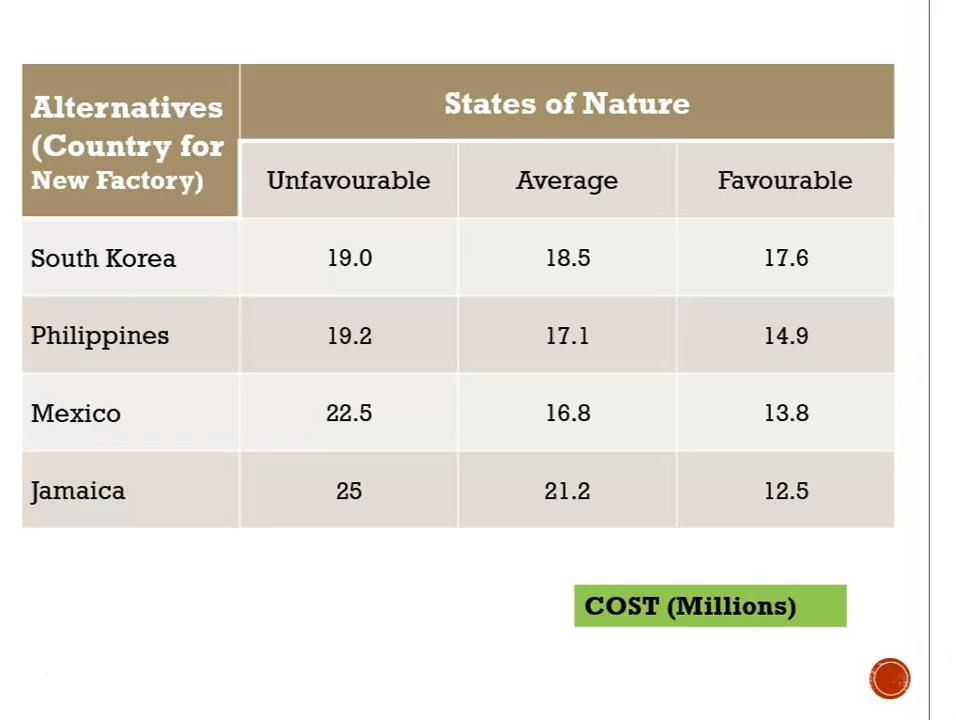 Alternatives
(Country for
New Factory)
States of Nature
Unfavourable Average Favourable
South Korea 19.0 18.5 17.6
Philippines 19.2 17.1 14.9
Mexico 22.5 16.8 13.8
Jamaica 25 21.2 12.5
COST (Millions)